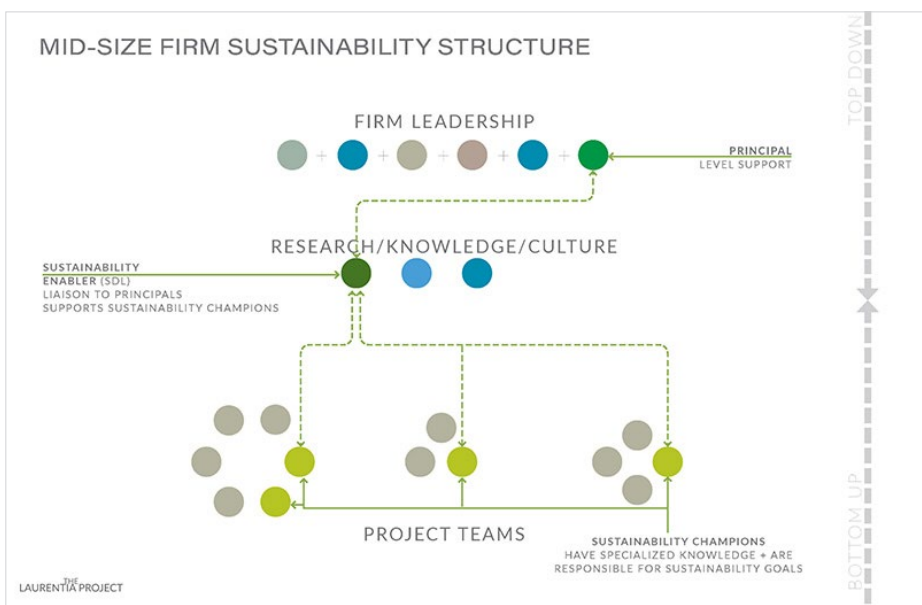 MID-SIZE FIRM SUSTAINABILITY STRUCTURE
TOP DOWN
FIRM LEADERSHIP
+ + + + +
PRINCIPAL
LEVEL SUPPORT
RESEARCH/KNOWLEDGE/CULTURE
SUSTAINABILITY
ENABLER (SDL)
LIAISON TO PRINCIPALS
SUPPORTS SUSTAINABILITY CHAMPIONS
PROJECT TEAMS
SUSTAINABILITY CHAMPIONS
HAVE SPECIALIZED KNOWLEDGE + ARE
RESPONSIBLE FOR SUSTAINABILITY GOALS
BOTTOM UP
THE
LAURENTIA PROJECT